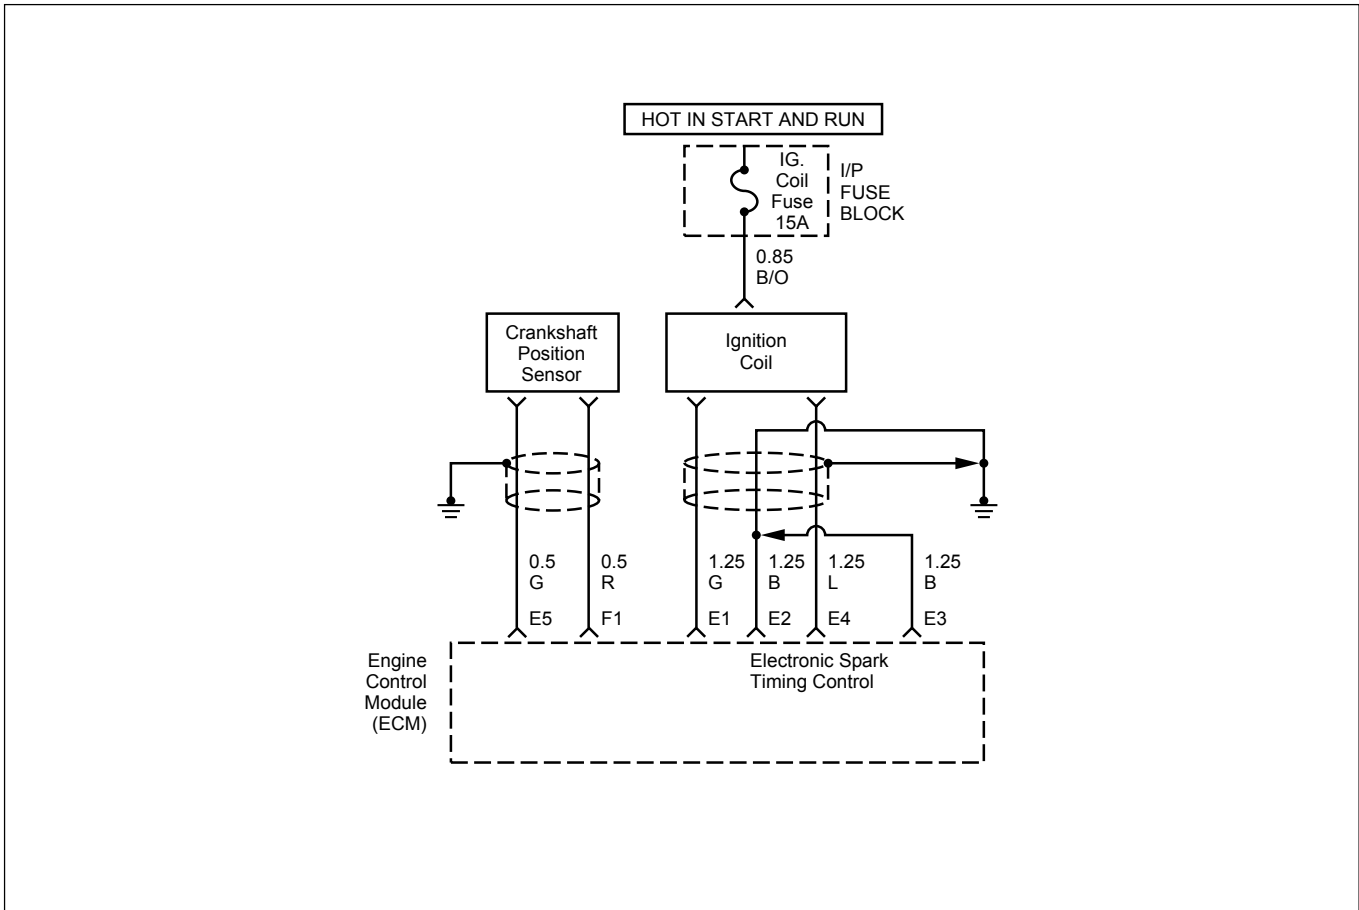 HOT IN START AND RUN
IG.
Coil
Fuse
15A
I/P
FUSE
BLOCK
0.85
B/O
Crankshaft
Position
Sensor
Ignition
Coil
0.5
G
0.5
R
1.25
G
1.25
B
1.25
L
1.25
B
E5
F1
E1
E2
E4
E3
Engine
Control
Module
(ECM)
Electronic Spark
Timing Control